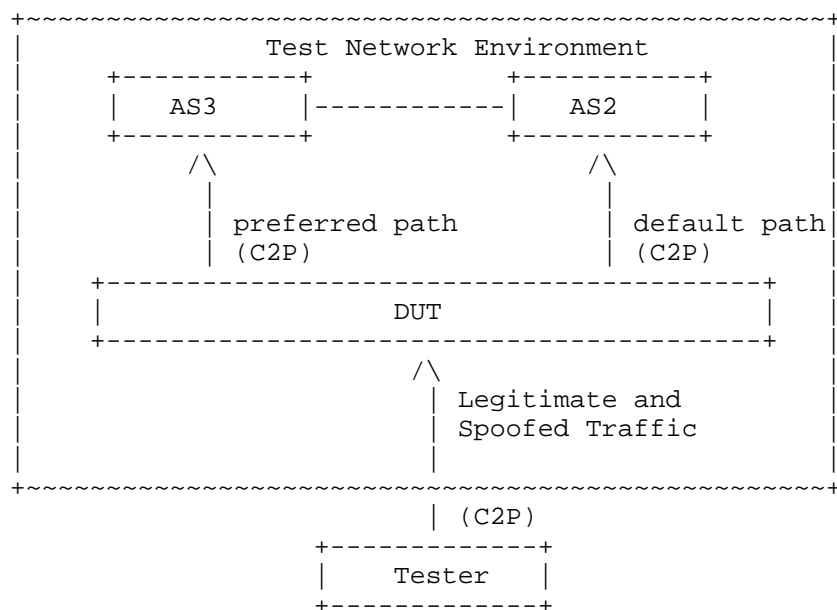 Test Network Environment
AS3 AS2
preferred path default path
(C2P) (C2P)
DUT
Legitimate and
Spoofed Traffic
(C2P)
Tester